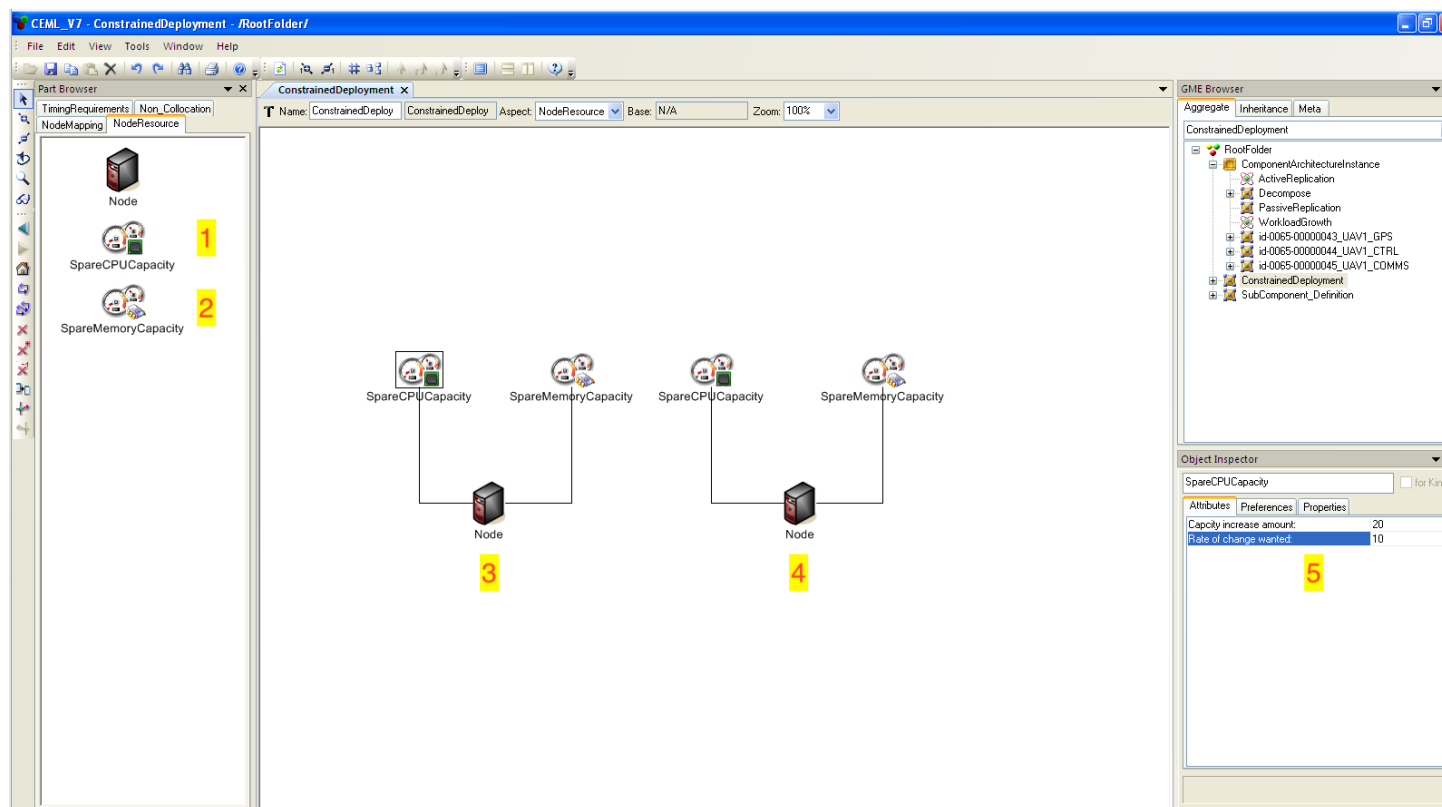 CEML_V7 - ConstrainedDeployment - /RootFolder/
File Edit View Tools Window Help
Part Browser
TimingRequirements Non_Collocation
NodeMapping NodeResource
Node
1
SpareCPUCapacity
2
SpareMemoryCapacity
ConstrainedDeployment
Name: ConstrainedDeploy ConstrainedDeploy Aspect: NodeResource Base: N/A Zoom: 100%
SpareCPUCapacity SpareMemoryCapacity SpareCPUCapacity SpareMemoryCapacity
Node Node
3 4
GME Browser
Aggregate Inheritance Meta
ConstrainedDeployment
RootFolder
ComponentArchitectureInstance
ActiveReplication
Decompose
PassiveReplication
WorkloadGrowth
id-0065-00000043_UAV1_GPS
id-0065-00000044_UAV1_CTRL
id-0065-00000045_UAV1_COMMS
ConstrainedDeployment
SubComponent_Definition
Object Inspector
SpareCPUCapacity for Kin
Attributes Preferences Properties
Capcity increase amount: 20
Rate of change wanted: 10
5